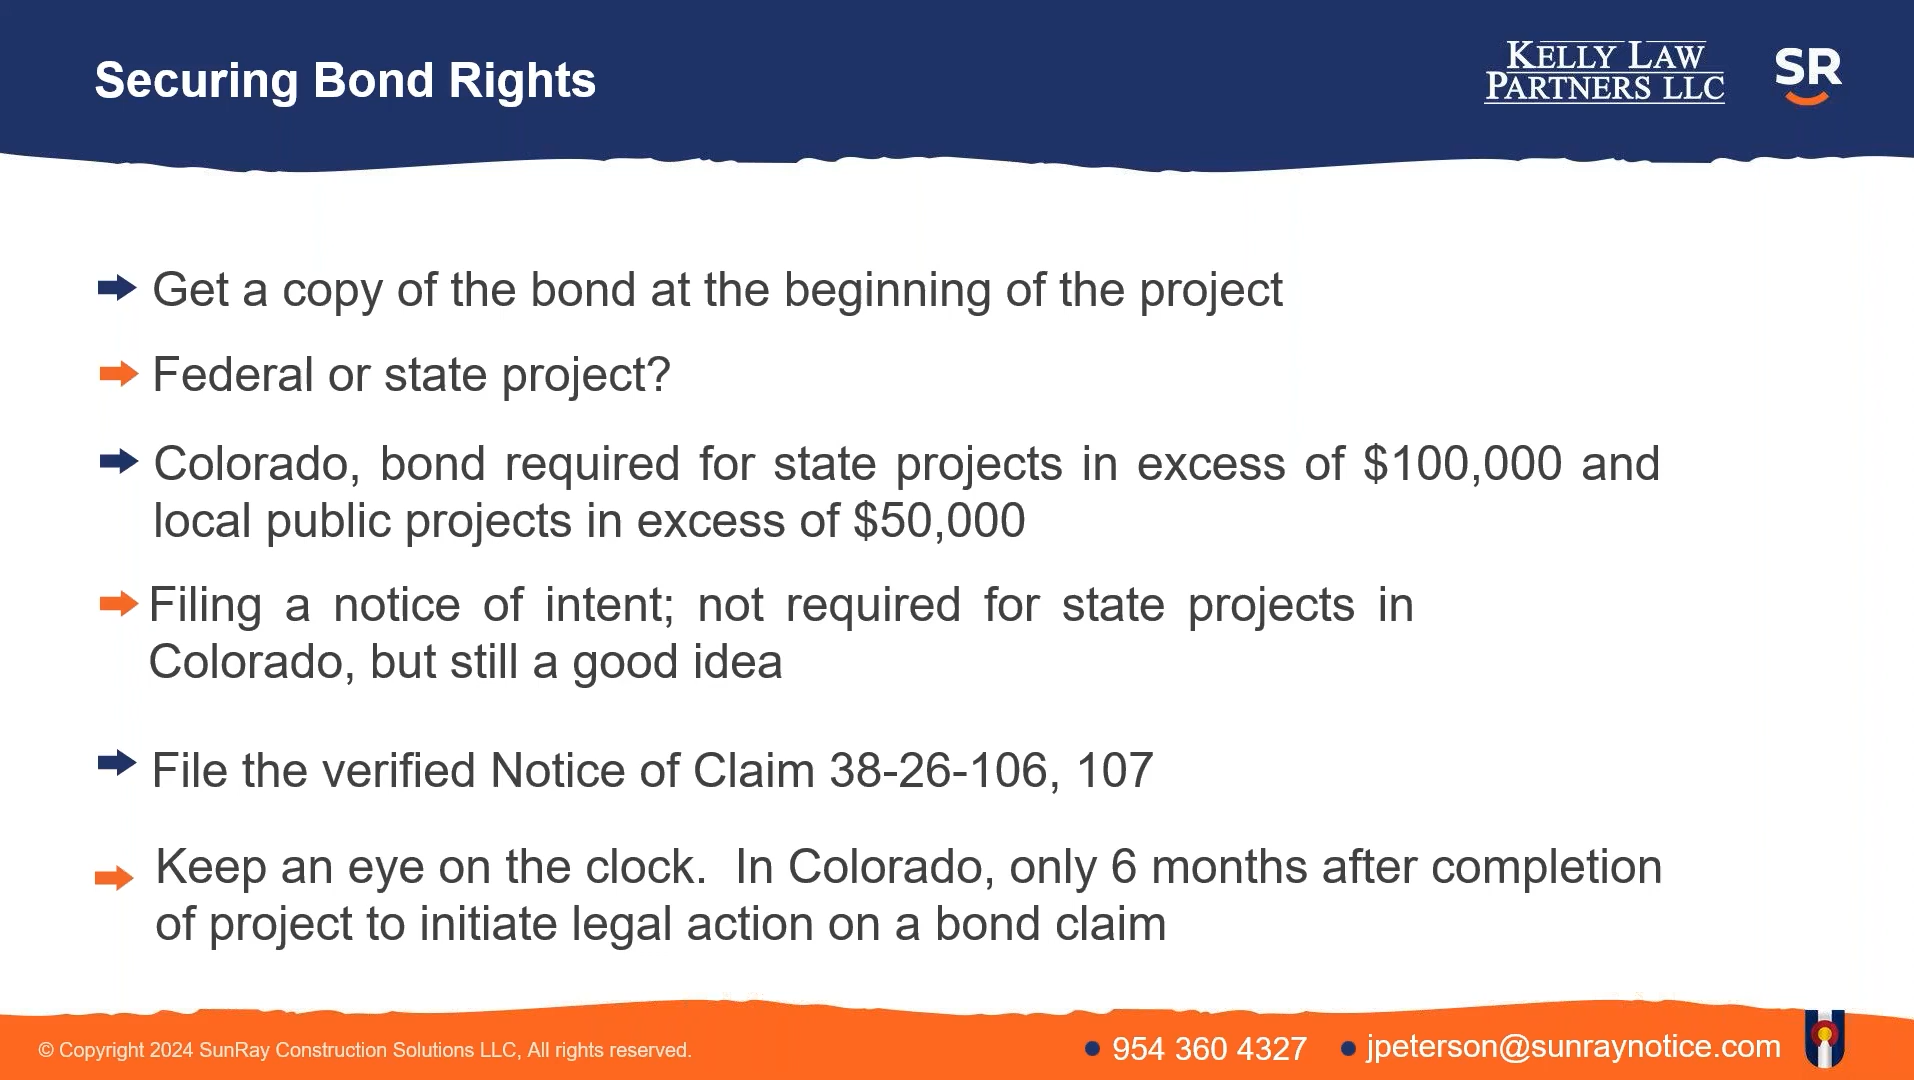 Securing Bond Rights
KELLY LAW
PARTNERS LLC
SR
Get a copy of the bond at the beginning of the project
Federal or state project?
Colorado, bond required for state projects in excess of $100,000 and
local public projects in excess of $50,000
Filing a notice of intent; not required for state projects in
Colorado, but still a good idea
File the verified Notice of Claim 38-26-106, 107
Keep an eye on the clock.  In Colorado, only 6 months after completion
of project to initiate legal action on a bond claim
© Copyright 2024 SunRay Construction Solutions LLC, All rights reserved.
954 360 4327
jpeterson@sunraynotice.com